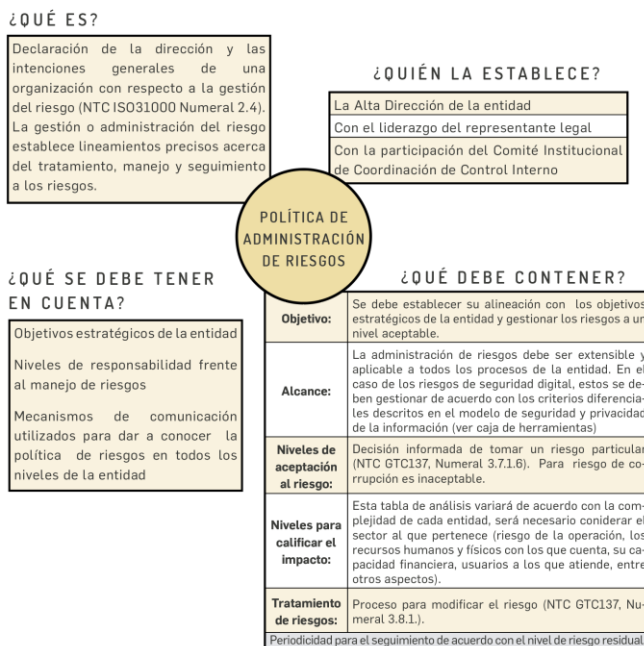 ¿QUÉ ES?
Declaración de la dirección y las
intenciones generales de una
organización con respecto a la gestión
del riesgo (NTC ISO31000 Numeral 2.4).
La gestión o administración del riesgo
establece lineamientos precisos acerca
del tratamiento, manejo y seguimiento
a los riesgos.
¿QUIÉN LA ESTABLECE?
La Alta Dirección de la entidad
Con el liderazgo del representante legal
Con la participación del Comité Institucional
de Coordinación de Control Interno
POLÍTICA DE
ADMINISTRACIÓN
DE RIESGOS
¿QUÉ SE DEBE TENER
EN CUENTA?
Objetivos estratégicos de la entidad
Niveles de responsabilidad frente
al manejo de riesgos
Mecanismos de comunicación
utilizados para dar a conocer la
política de riesgos en todos los
niveles de la entidad
¿QUÉ DEBE CONTENER?
Objetivo:
Se debe establecer su alineación con los objetivos
estratégicos de la entidad y gestionar los riesgos a un
nivel aceptable.
Alcance:
La administración de riesgos debe ser extensible y
aplicable a todos los procesos de la entidad. En el
caso de los riesgos de seguridad digital, estos se de-
ben gestionar de acuerdo con los criterios diferencia-
les descritos en el modelo de seguridad y privacidad
de la información (ver caja de herramientas)
Niveles de
aceptación
al riesgo:
Decisión informada de tomar un riesgo particular
(NTC GTC137, Numeral 3.7.1.6). Para riesgo de co-
rrupción es inaceptable.
Niveles para
calificar el
impacto:
Esta tabla de análisis variará de acuerdo con la com-
plejidad de cada entidad, será necesario coniderar el
sector al que pertenece (riesgo de la operación, los
recursos humanos y físicos con los que cuenta, su ca-
pacidad financiera, usuarios a los que atiende, entre
otros aspectos).
Tratamiento
de riesgos:
Proceso para modificar el riesgo (NTC GTC137, Nu-
meral 3.8.1.).
Periodicidad para el seguimiento de acuerdo con el nivel de riesgo residual